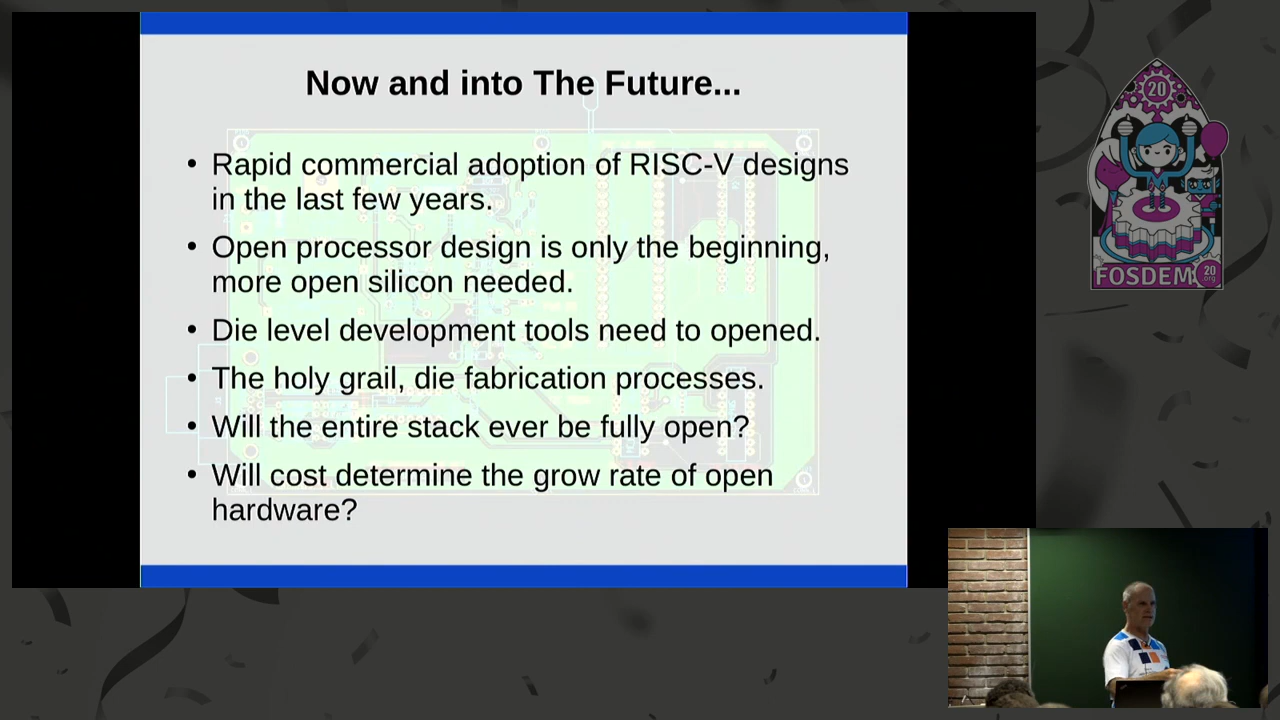 Now and into The Future...
• Rapid commercial adoption of RISC-V designs
in the last few years.
• Open processor design is only the beginning,
more open silicon needed.
• Die level development tools need to opened.
• The holy grail, die fabrication processes.
• Will the entire stack ever be fully open?
• Will cost determine the grow rate of open
hardware?
20
FOSDEM
20
org